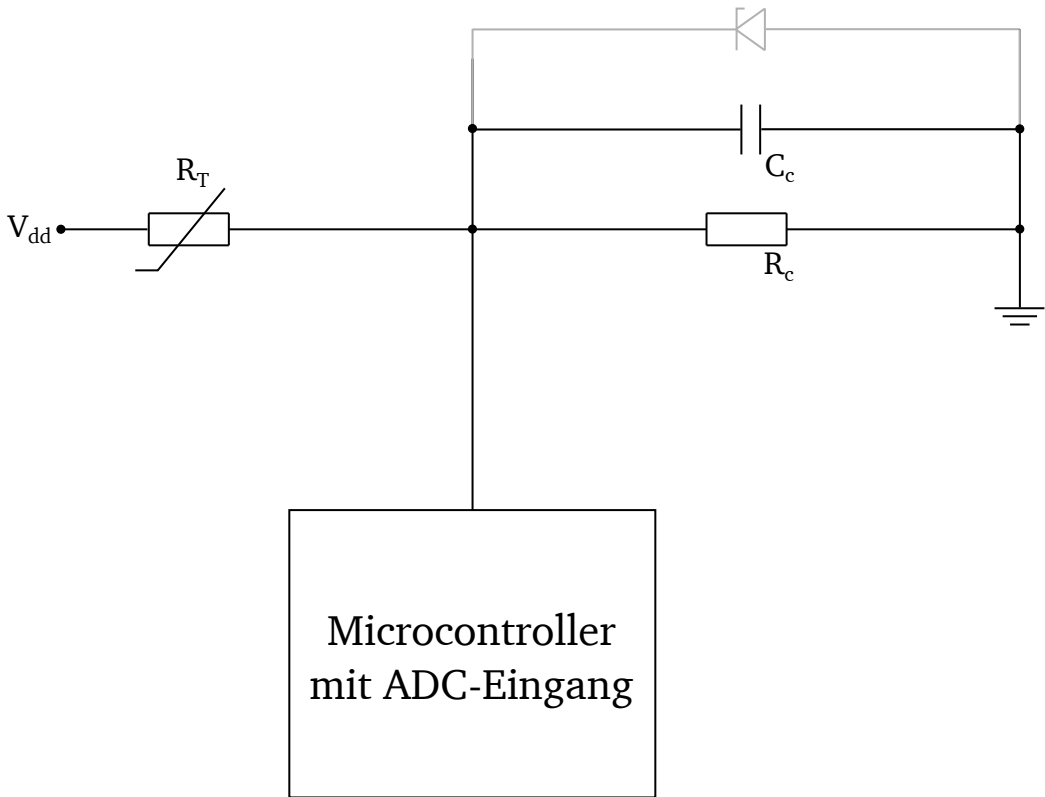 R_T
C_c
V_dd
R_c
Microcontroller
mit ADC-Eingang